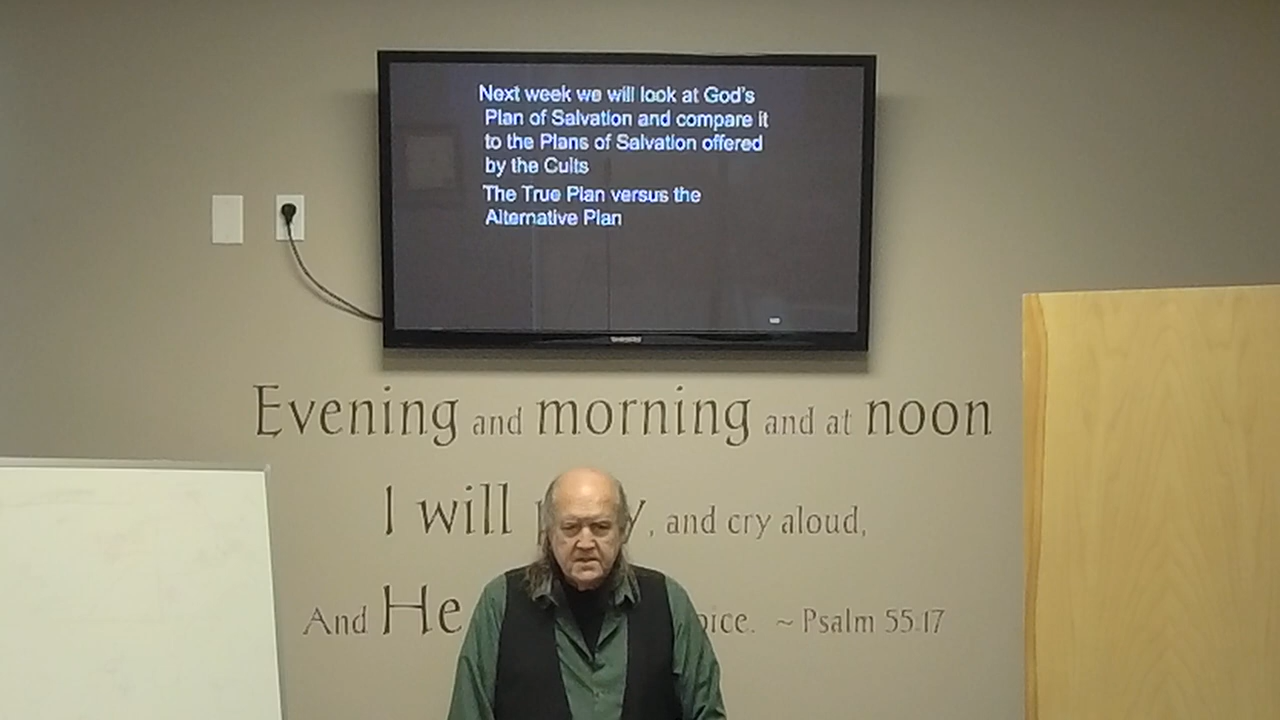 Next week we will look at God's
Plan of Salvation and compare it
to the Plans of Salvation offered
by the Cults
The True Plan versus the
Alternative Plan
Evening and morning and at noon
I will , and cry aloud,
And He ~ Psalm 55:17